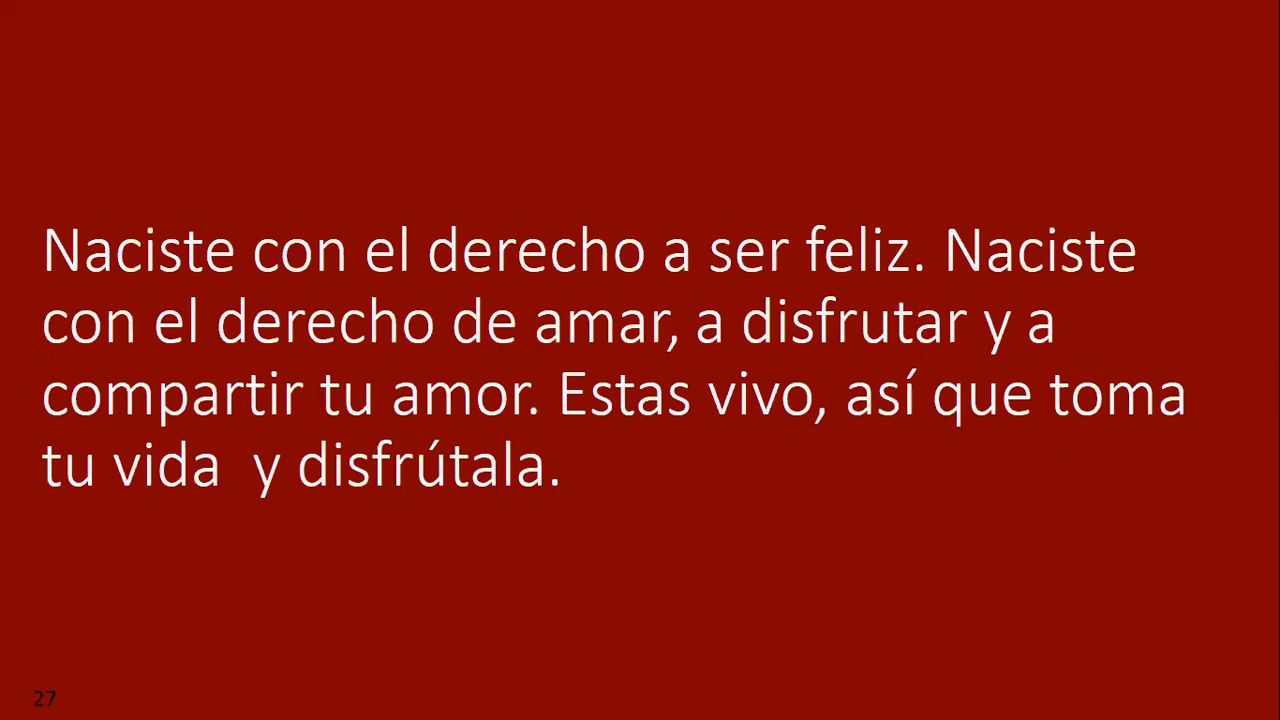 Naciste con el derecho a ser feliz. Naciste
con el derecho de amar, a disfrutar y a
compartir tu amor. Estas vivo, así que toma
tu vida  y disfrútala.
27